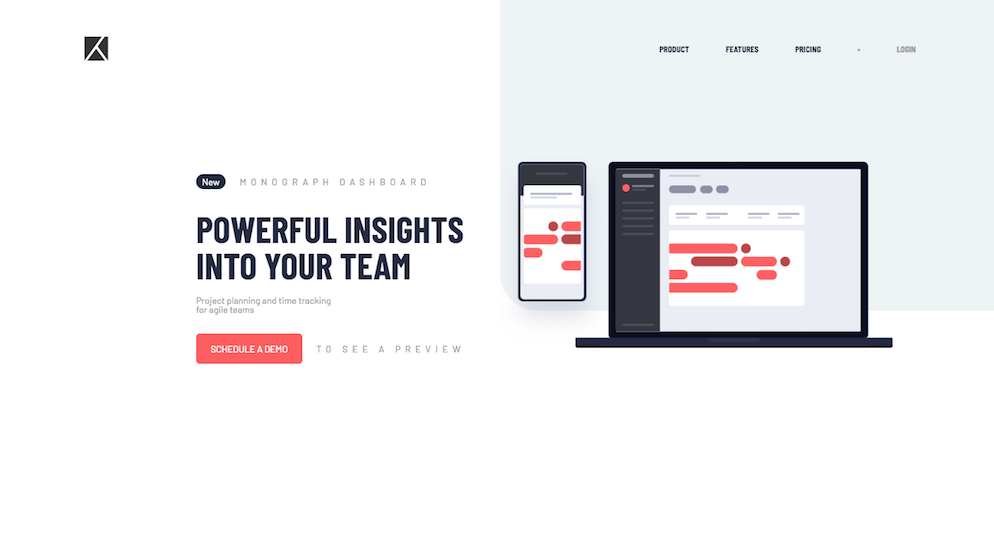 PRODUCT FEATURES PRICING LOGIN
New MONOGRAPH DASHBOARD
POWERFUL INSIGHTS
INTO YOUR TEAM
Project planning and time tracking
for agile teams
SCHEDULE A DEMO TO SEE A PREVIEW